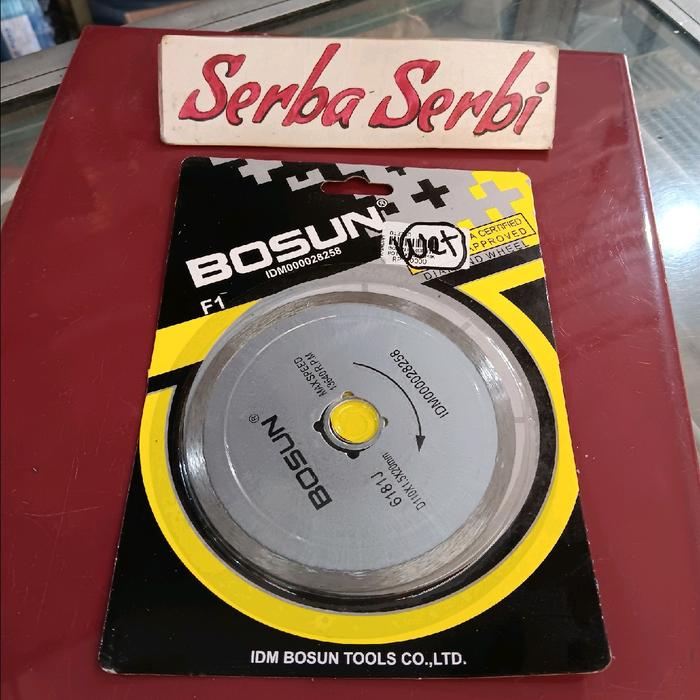 Serba Serbi
BOSUN®
IDM000028258
F1
A CERTIFIED
APPROVED
DIAMOND WHEEL
MAX SPEED
13640R.P.M
IDM000028258
BOSUN®
6181J
D110X1.5X20mm
IDM BOSUN TOOLS CO.,LTD.